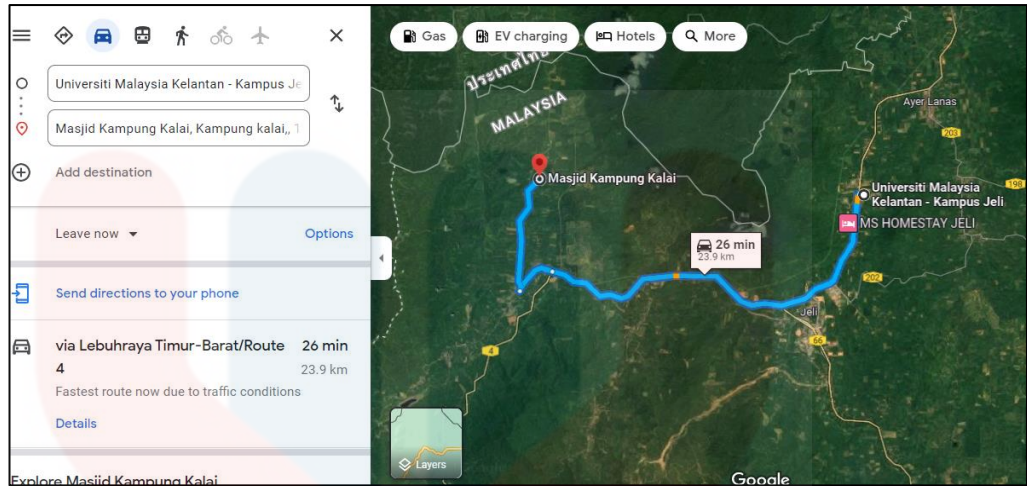 Universiti Malaysia Kelantan - Kampus Je
Masjid Kampung Kalai, Kampung kalai,,
Add destination
Leave now
Options
Send directions to your phone
via Lebuhraya Timur-Barat/Route
4
26 min
23.9 km
Fastest route now due to traffic conditions
Details
Explore Masjid Kampung Kalai
Gas
EV charging
Hotels
More
ประเทศไทย
MALAYSIA
Ayer Lanas
203
Masjid Kampung Kalai
198
Universiti Malaysia
Kelantan - Kampus Jeli
MS HOMESTAY JELI
26 min
23.9 km
202
Jeli
66
4
Layers
Google